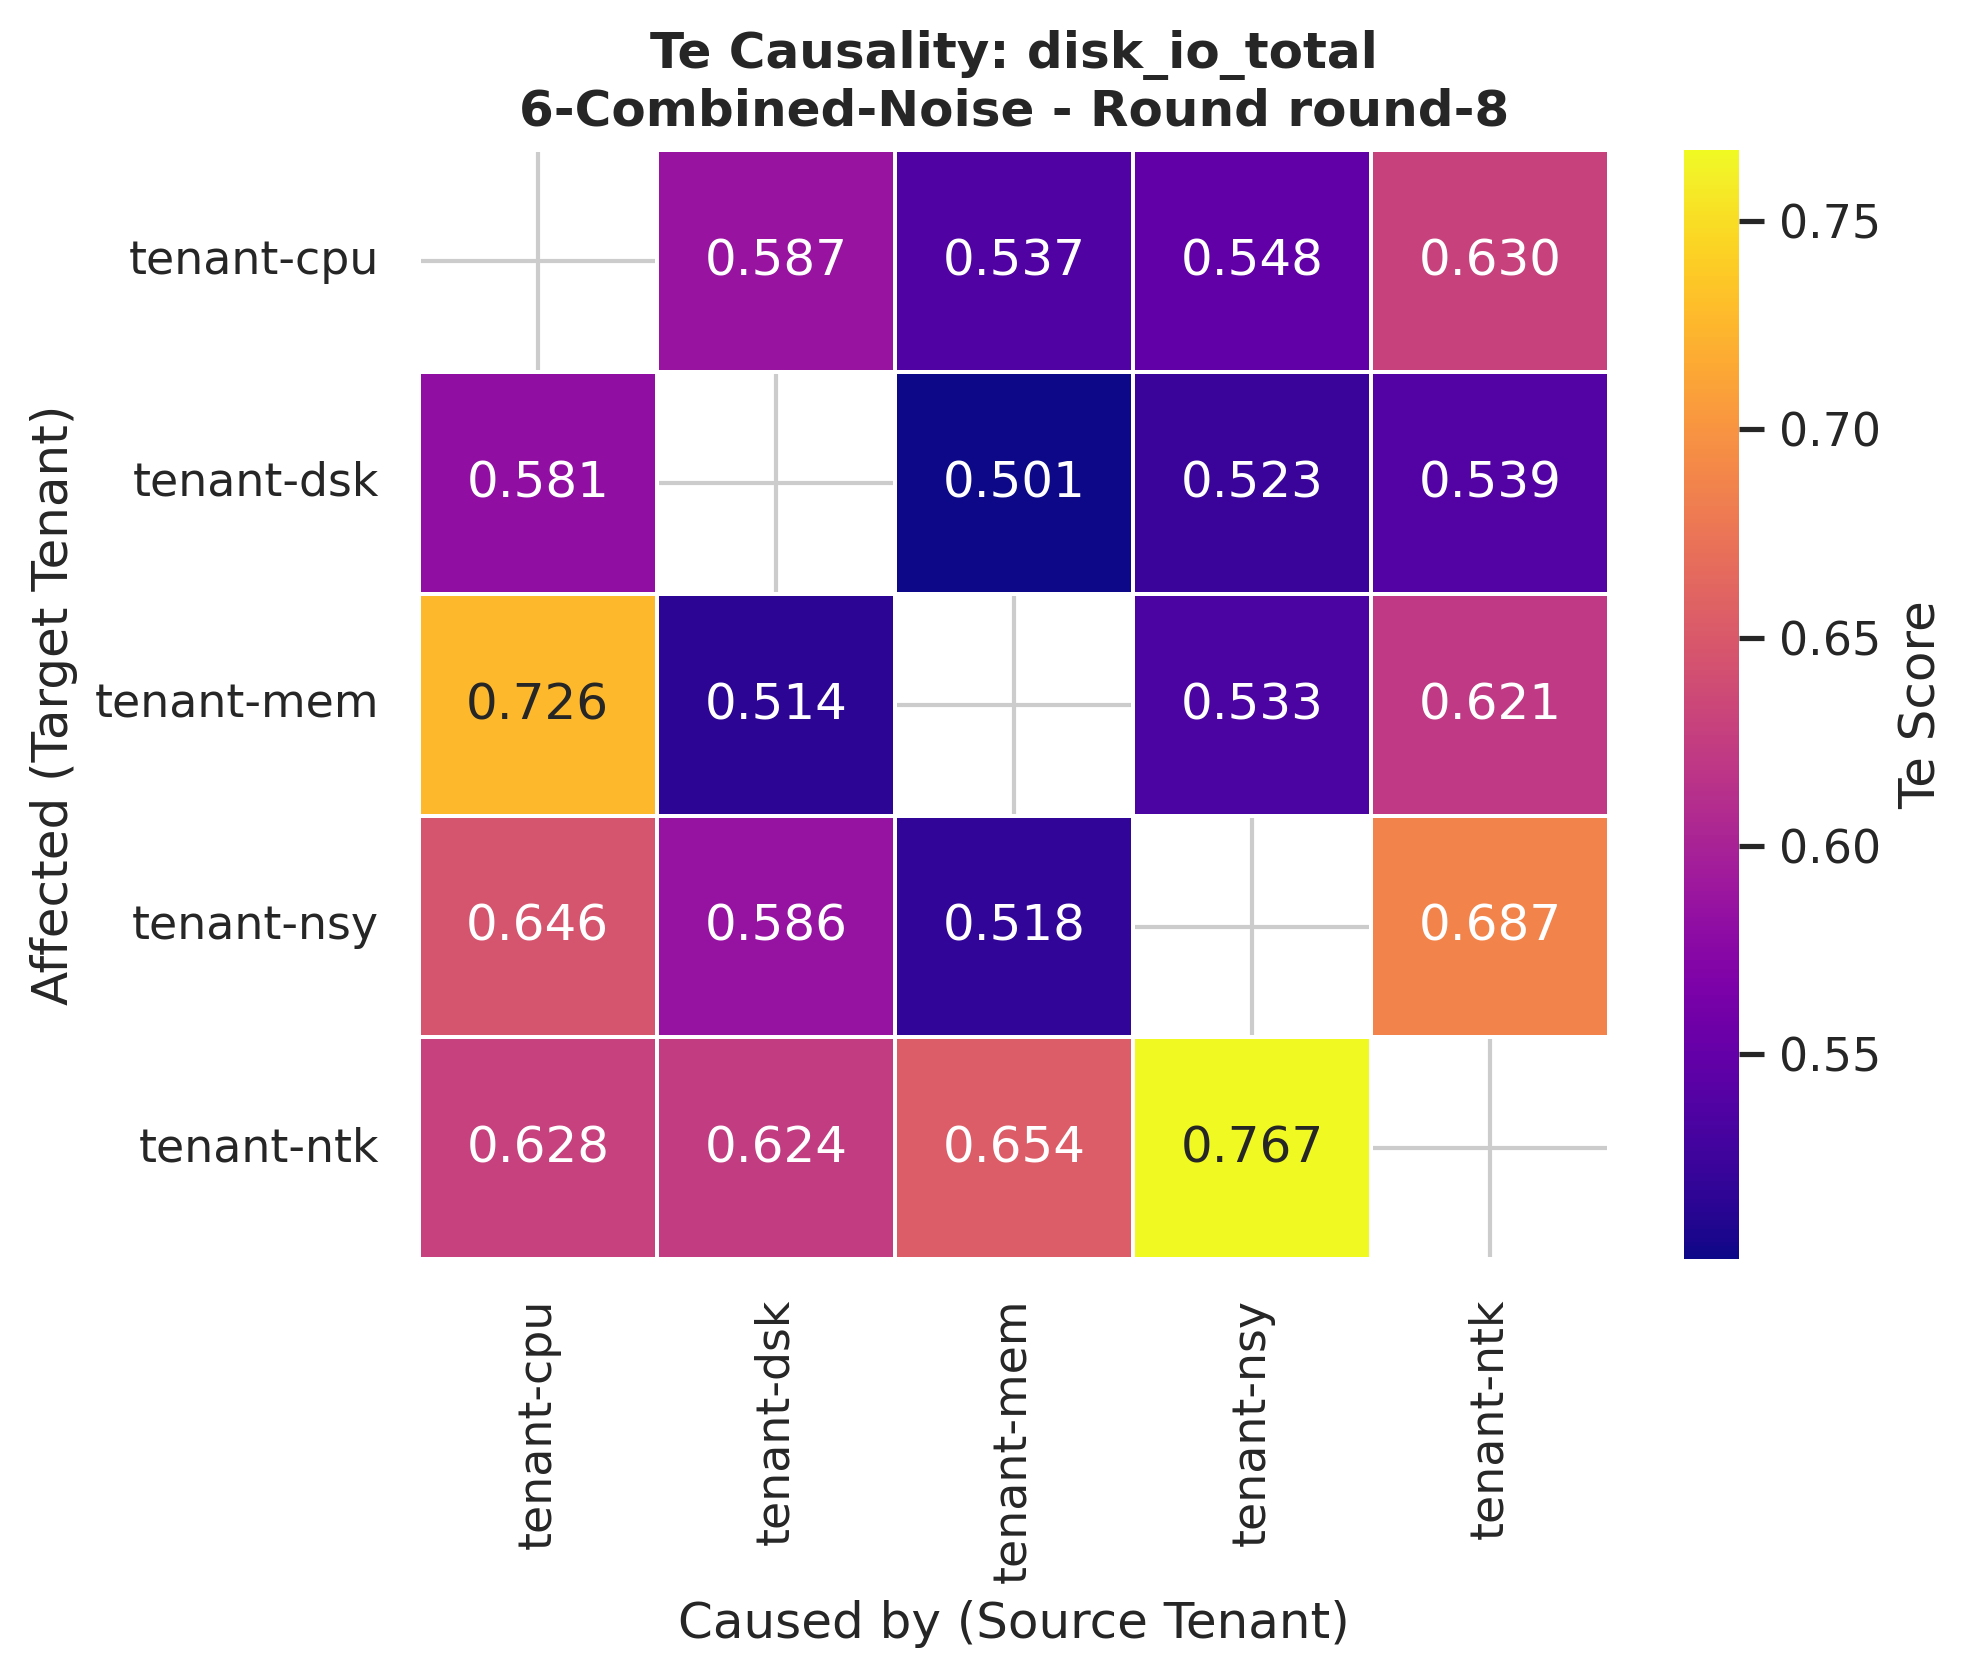 Te Causality: disk_io_total
6-Combined-Noise - Round round-8
tenant-cpu
0.587 0.537 0.548 0.630
tenant-dsk
0.581 0.501 0.523 0.539
tenant-mem
0.726 0.514 0.533 0.621
tenant-nsy
0.646 0.586 0.518 0.687
tenant-ntk
0.628 0.624 0.654 0.767
Affected (Target Tenant)
tenant-cpu
tenant-dsk
tenant-mem
tenant-nsy
tenant-ntk
Caused by (Source Tenant)
0.75
0.70
0.65
0.60
0.55
Te Score